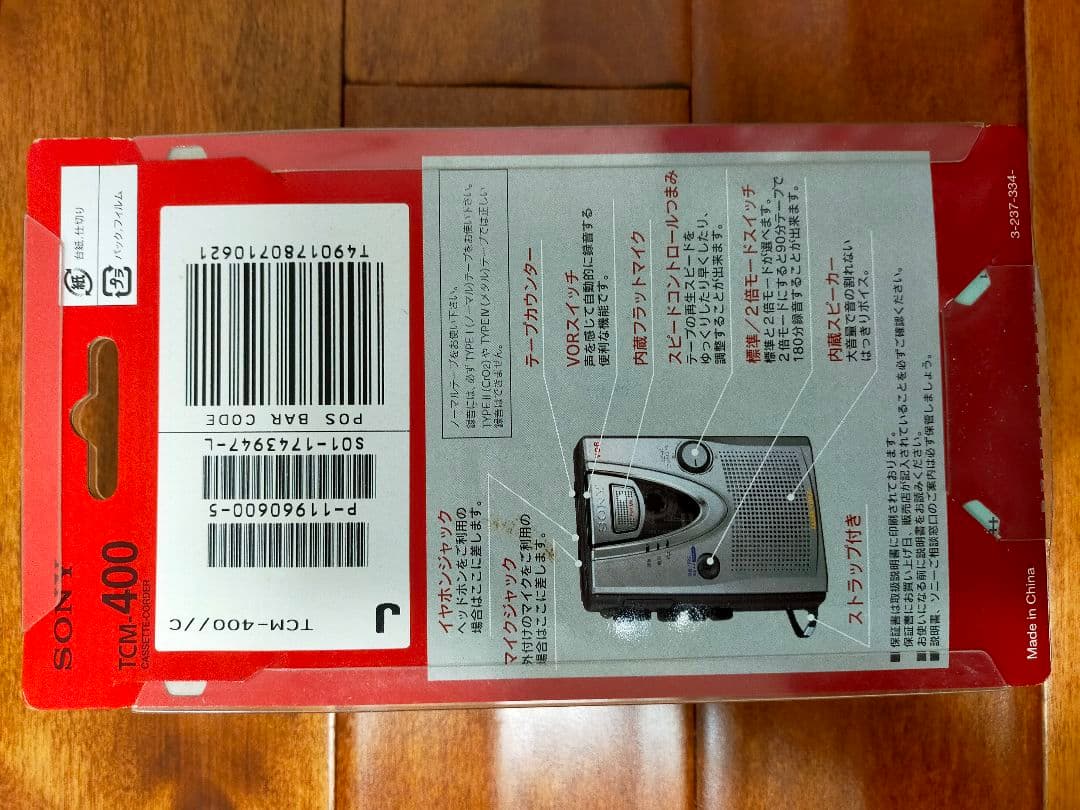 SONY
TCM-400
CASSETTE-CORDER
紙
台紙,仕切り
プラ
パック,フィルム
TCM-400//C
J
P-11960600-5
S01-1743947-L
POS BAR CODE
T4901780710621
ノーマルテープをお使い下さい。
録音には、必ず TYPE I (ノーマル)テープをお使い下さい。
TYPE II (CrO2) や TYPE IV (メタル)テープでは正しい
録音はできません。
イヤホンジャック
ヘッドホンをご利用の
場合はここに差します。
マイクジャック
外付けのマイクをご利用の
場合はここに差します。
テープカウンター
VORスイッチ
声を感じて自動的に録音する
便利な機能です。
内蔵フラットマイク
スピードコントロールつまみ
テープの再生スピードを
ゆっくりしたり早くしたり、
調整することが出来ます。
標準/2倍モードスイッチ
標準と2倍モードが選べます。
2倍モードにすると90分テープで
180分録音することが出来ます。
内蔵スピーカー
大音量で音の割れない
はっきりボイス。
ストラップ付き
SONY
VOR
■ 保証書は取扱説明書に印刷されております。
保証書にお買い上げ日、販売店が記入されていることを必ずご確認ください。
■ お使いになる前に説明書をお読みください。
■ 説明書、ソニーご相談窓口のご案内は必ず保管しましょう。
Made in China
3-237-334-